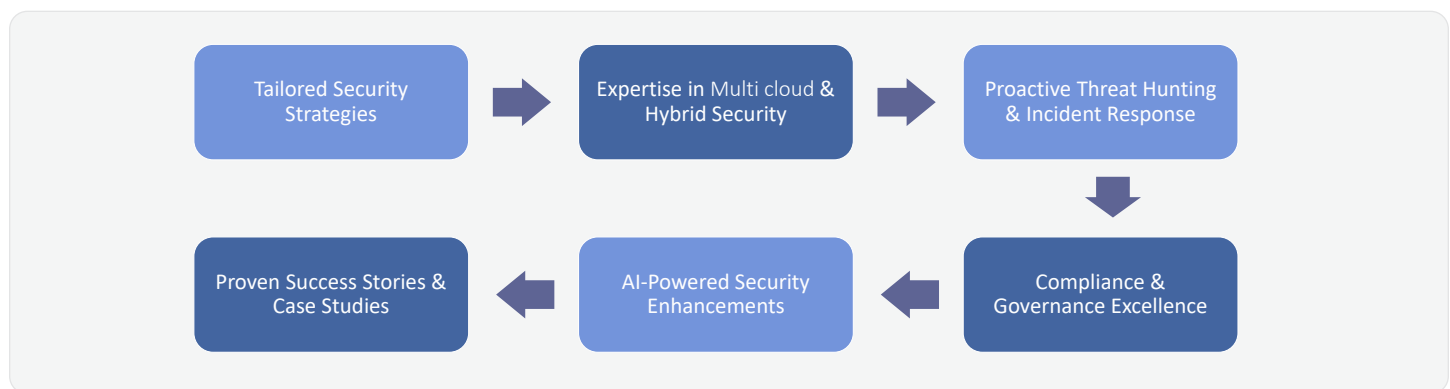 Tailored Security
Strategies
Expertise in Multi cloud &
Hybrid Security
Proactive Threat Hunting
& Incident Response
Compliance &
Governance Excellence
AI-Powered Security
Enhancements
Proven Success Stories &
Case Studies